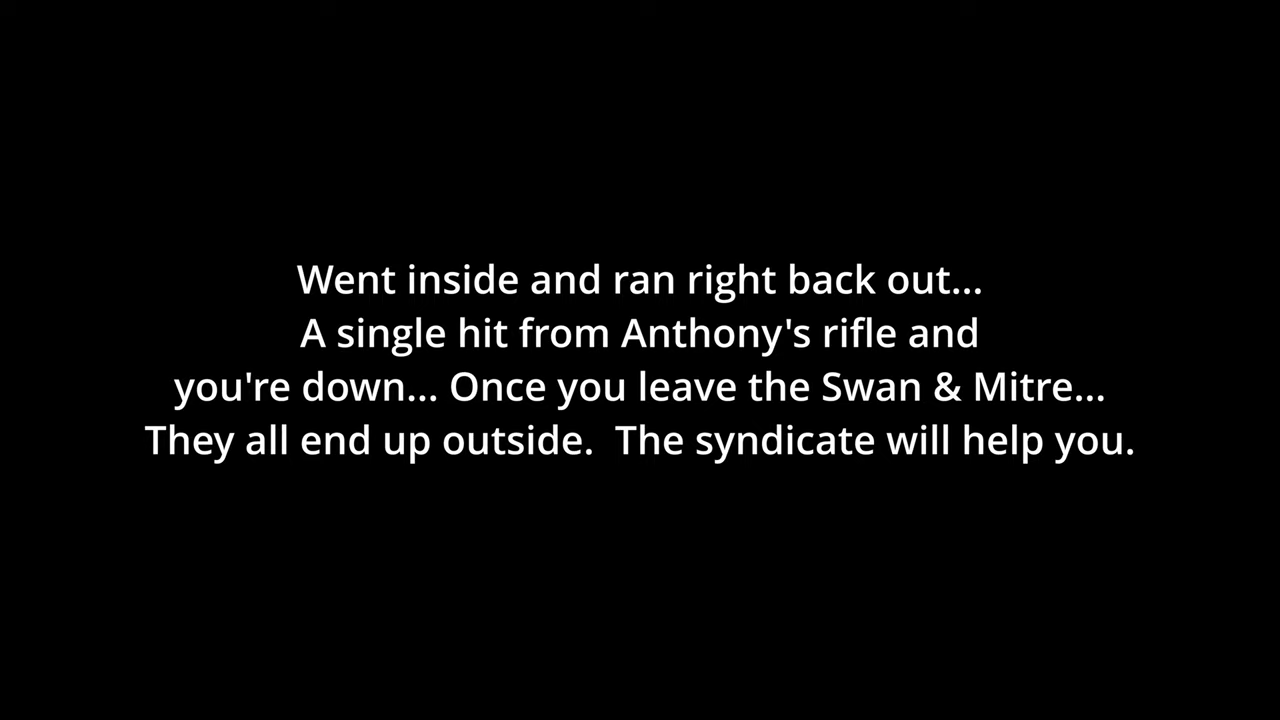 Went inside and ran right back out...
A single hit from Anthony's rifle and
you're down... Once you leave the Swan & Mitre...
They all end up outside.  The syndicate will help you.